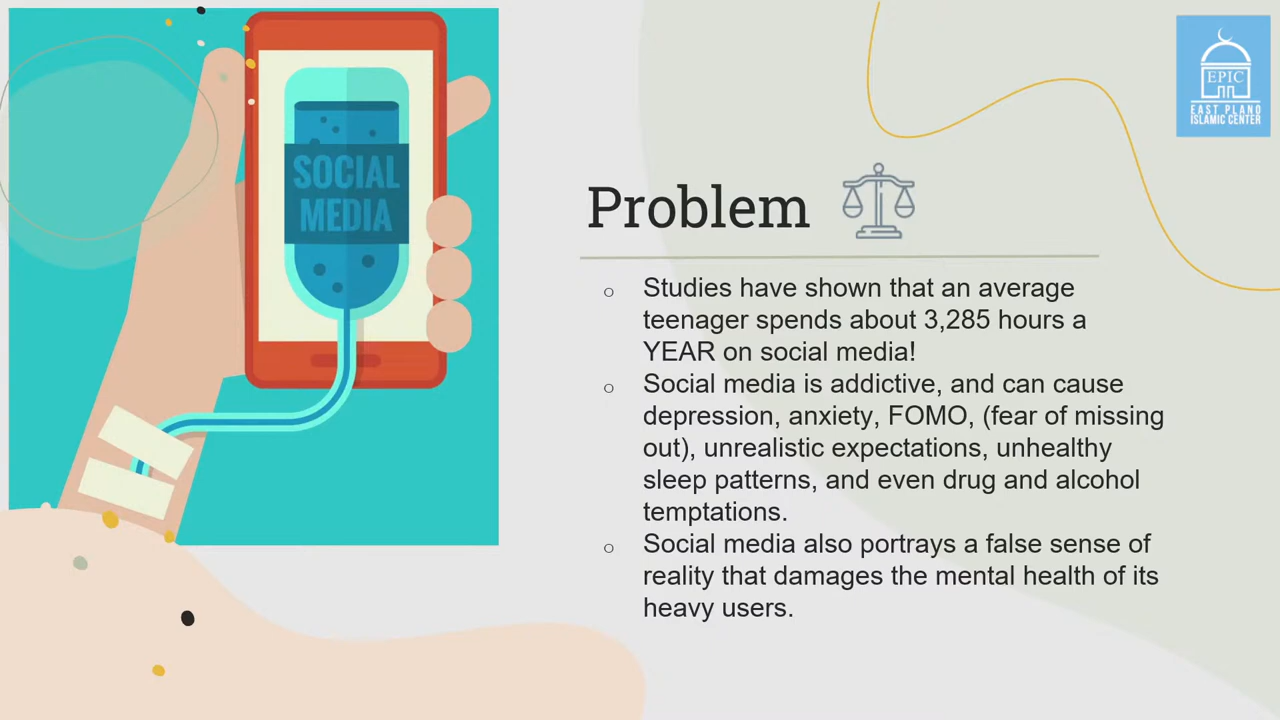 SOCIAL
MEDIA
EPIC
EAST PLANO
ISLAMIC CENTER
Problem
Studies have shown that an average
teenager spends about 3,285 hours a
YEAR on social media!
Social media is addictive, and can cause
depression, anxiety, FOMO, (fear of missing
out), unrealistic expectations, unhealthy
sleep patterns, and even drug and alcohol
temptations.
Social media also portrays a false sense of
reality that damages the mental health of its
heavy users.